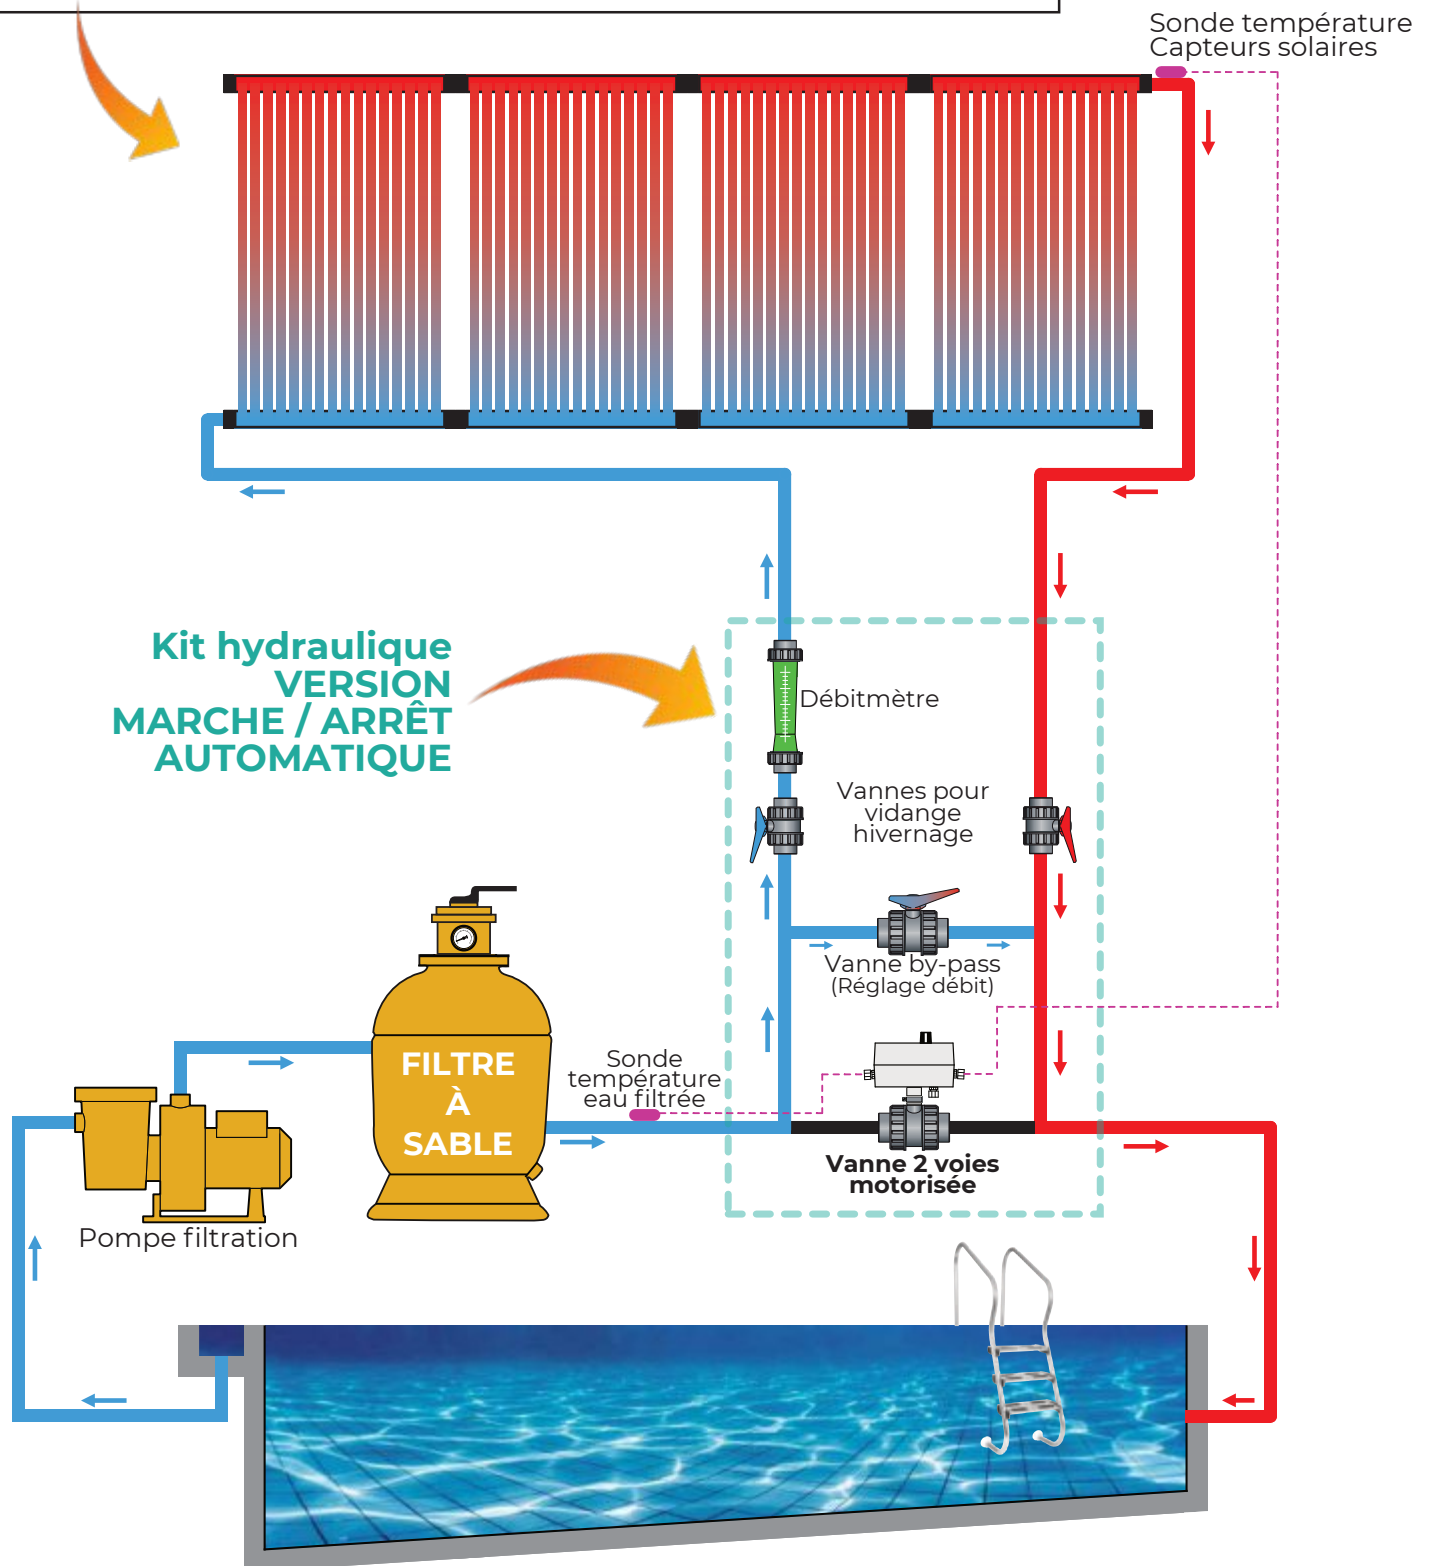 Sonde température
Capteurs solaires
Kit hydraulique
VERSION
MARCHE / ARRÊT
AUTOMATIQUE
Débitmètre
Vannes pour
vidange
hivernage
Vanne by-pass
(Réglage débit)
FILTRE
À
SABLE
Sonde
température
eau filtrée
Vanne 2 voies
motorisée
Pompe filtration